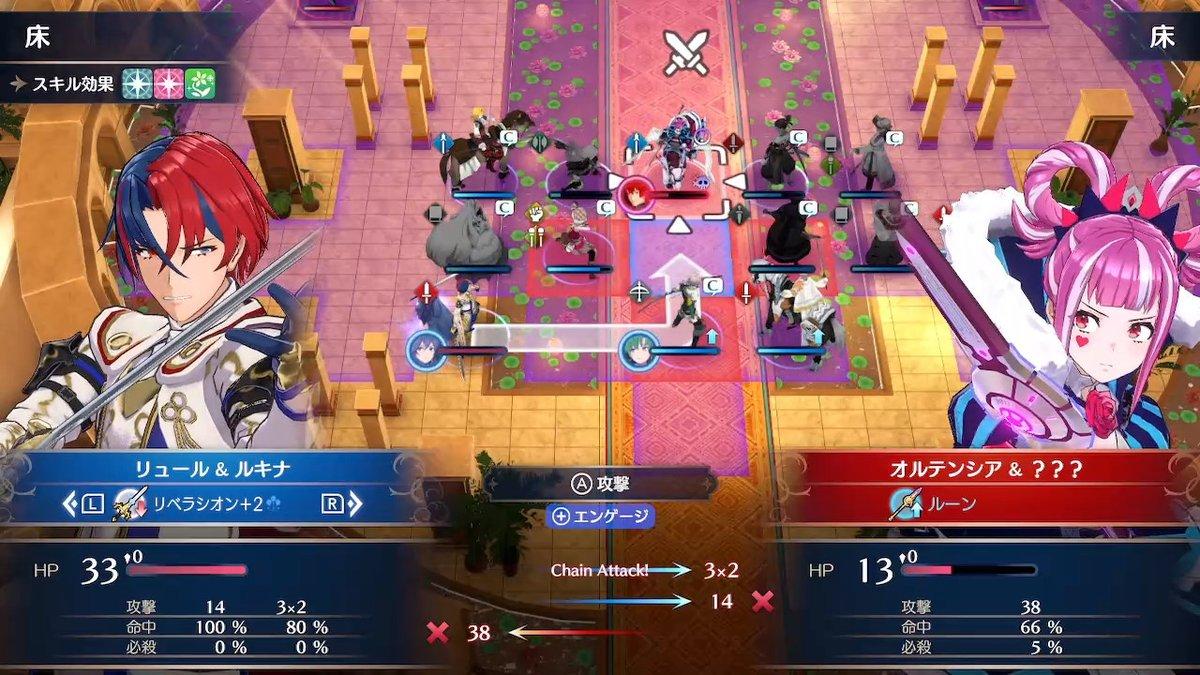 床
床
スキル効果
C
C
C
C
C
C
C
リュール & ルキナ
オルテンシア & ？？？
L リベラシオン+2 R
A 攻撃
ルーン
+ エンゲージ
HP 33 0
Chain Attack! 3×2
HP 13 0
攻撃 14 3×2
14
攻撃 38
命中 100 % 80 %
38
命中 66 %
必殺 0 % 0 %
必殺 5 %